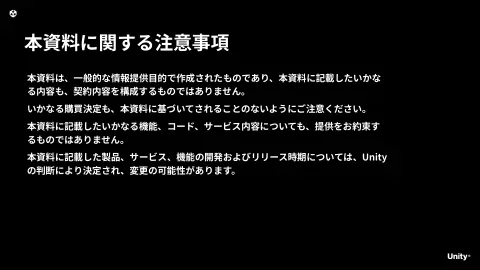 本資料に関する注意事項
本資料は、一般的な情報提供目的で作成されたものであり、本資料に記載したいかな
る内容も、契約内容を構成するものではありません。
いかなる購買決定も、本資料に基づいてされることのないようにご注意ください。
本資料に記載したいかなる機能、コード、サービス内容についても、提供をお約束す
るものではありません。
本資料に記載した製品、サービス、機能の開発およびリリース時期については、Unity
の判断により決定され、変更の可能性があります。
Unity